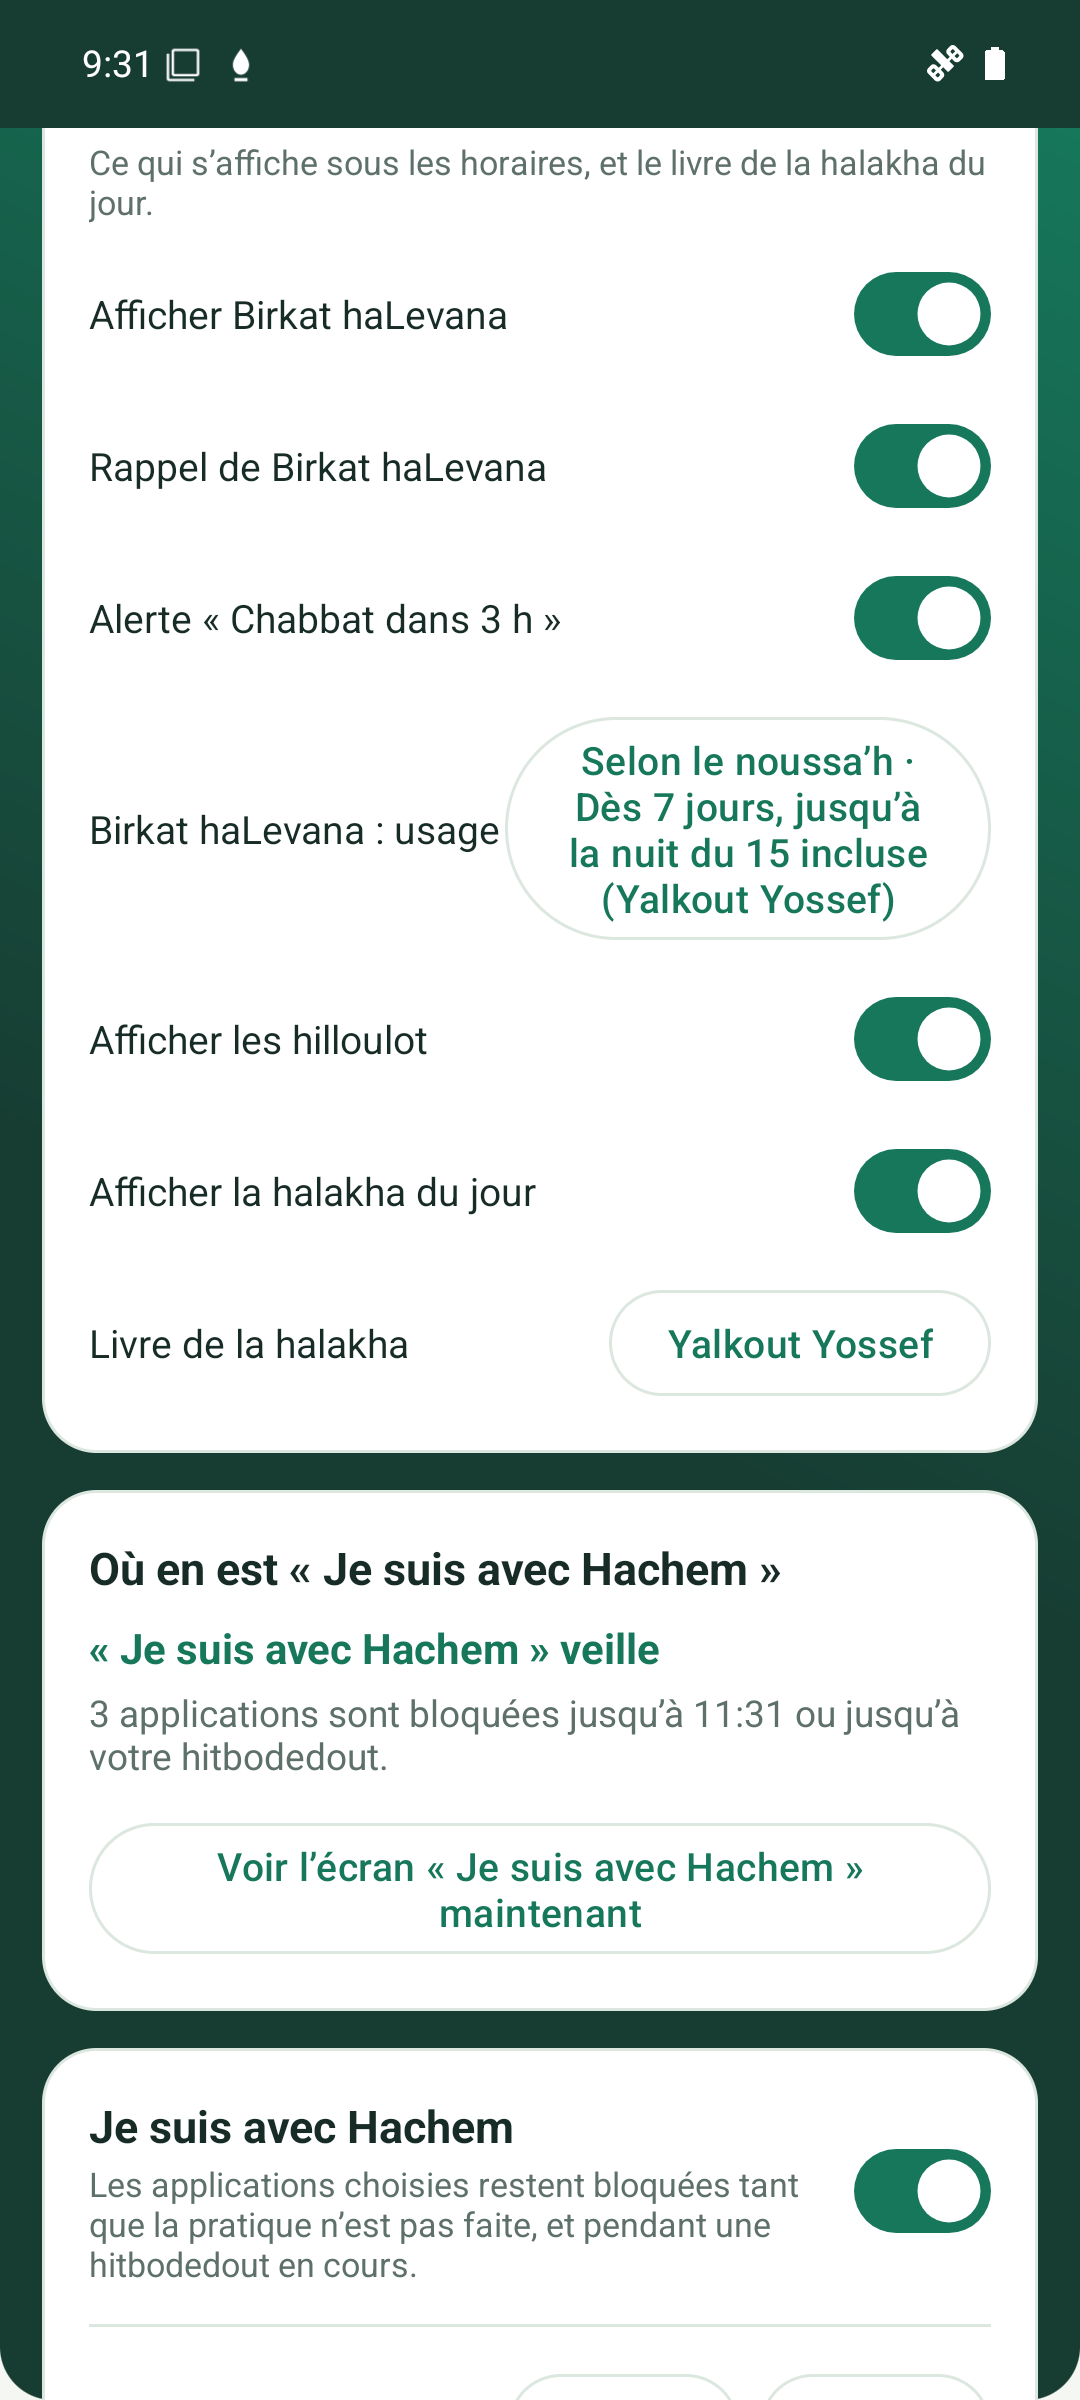 9:31
Ce qui s’affiche sous les horaires, et le livre de la halakha du
jour.
Afficher Birkat haLevana
Rappel de Birkat haLevana
Alerte « Chabbat dans 3 h »
Birkat haLevana : usage
Selon le noussa’h ·
Dès 7 jours, jusqu’à
la nuit du 15 incluse
(Yalkout Yossef)
Afficher les hilloulot
Afficher la halakha du jour
Livre de la halakha
Yalkout Yossef
Où en est « Je suis avec Hachem »
« Je suis avec Hachem » veille
3 applications sont bloquées jusqu’à 11:31 ou jusqu’à
votre hitbodedout.
Voir l’écran « Je suis avec Hachem »
maintenant
Je suis avec Hachem
Les applications choisies restent bloquées tant
que la pratique n’est pas faite, et pendant une
hitbodedout en cours.